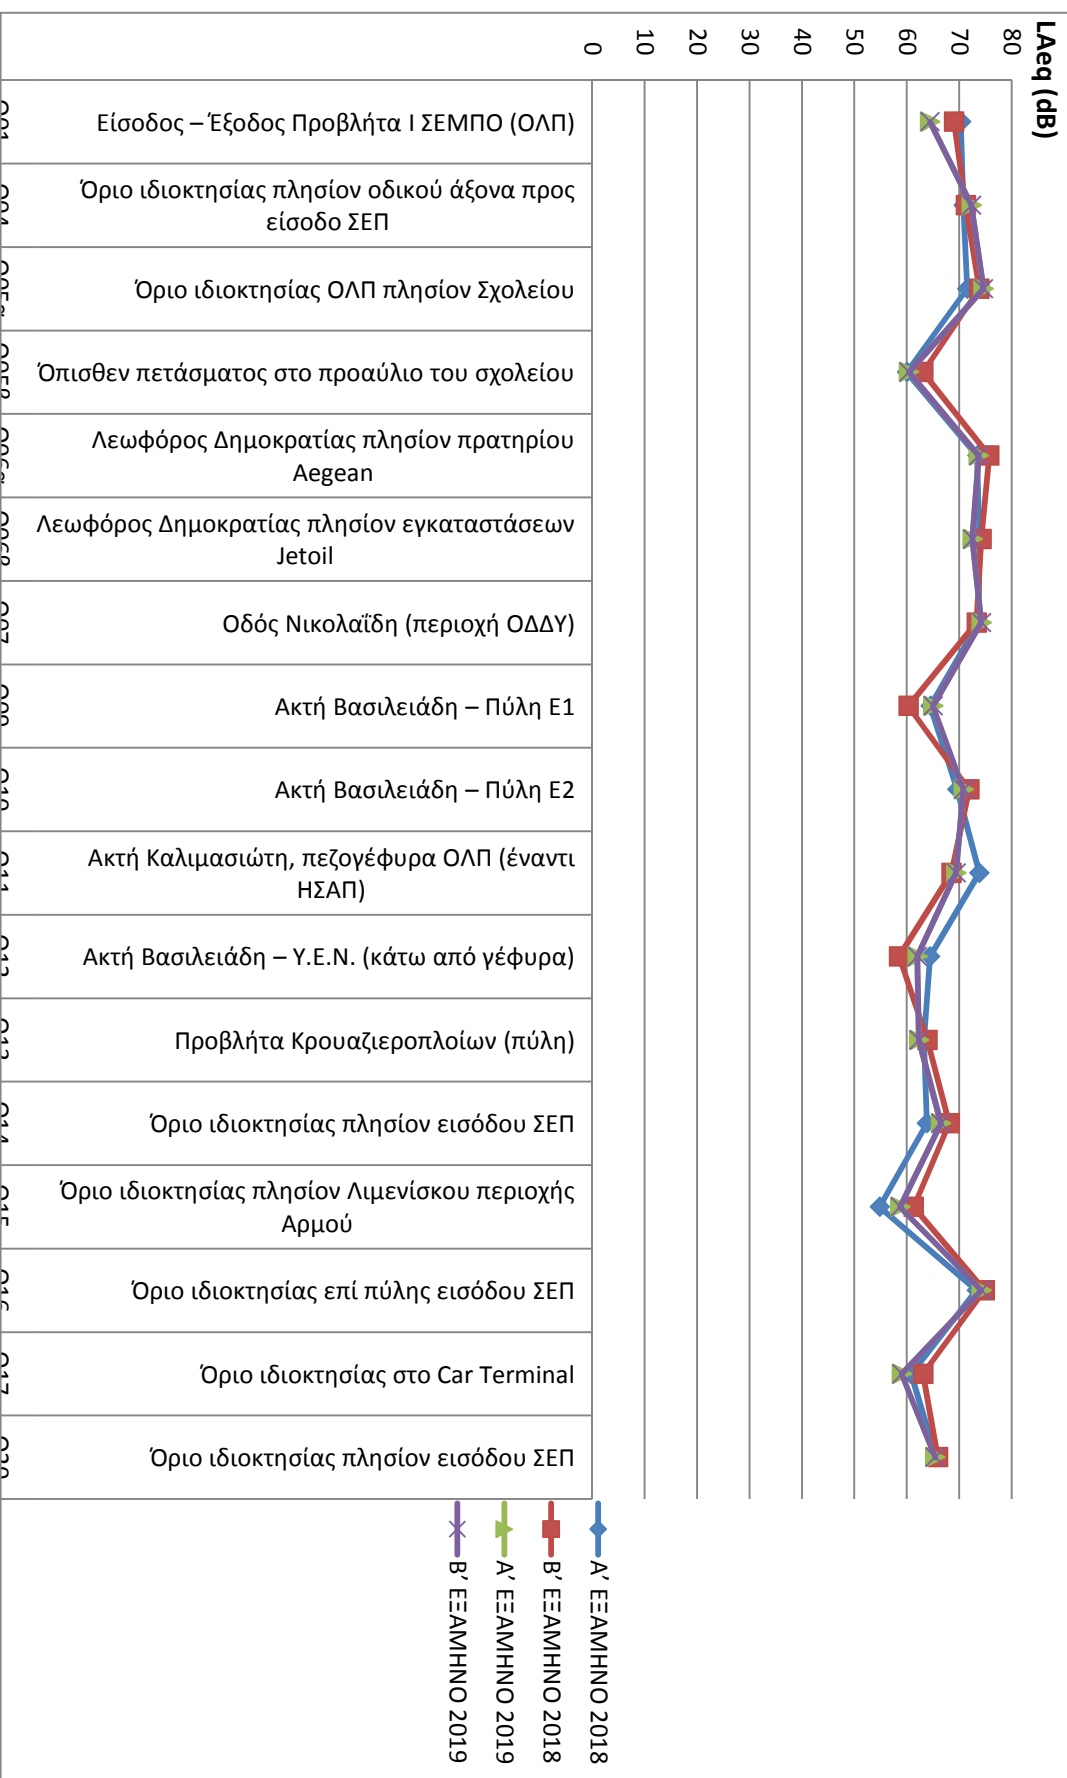 LAeq (dB)
80
70
60
50
40
30
20
10
0
Είσοδος – Έξοδος Προβλήτα Ι ΣΕΜΠΟ (ΟΛΠ)
Όριο ιδιοκτησίας πλησίον οδικού άξονα προς
είσοδο ΣΕΠ
Όριο ιδιοκτησίας ΟΛΠ πλησίον Σχολείου
Όπισθεν πετάσματος στο προαύλιο του σχολείου
Λεωφόρος Δημοκρατίας πλησίον πρατηρίου
Aegean
Λεωφόρος Δημοκρατίας πλησίον εγκαταστάσεων
Jetoil
Οδός Νικολαΐδη (περιοχή ΟΔΔΥ)
Ακτή Βασιλειάδη – Πύλη Ε1
Ακτή Βασιλειάδη – Πύλη Ε2
Ακτή Καλιμασιώτη, πεζογέφυρα ΟΛΠ (έναντι
ΗΣΑΠ)
Ακτή Βασιλειάδη – Υ.Ε.Ν. (κάτω από γέφυρα)
Προβλήτα Κρουαζιεροπλοίων (πύλη)
Όριο ιδιοκτησίας πλησίον εισόδου ΣΕΠ
Όριο ιδιοκτησίας πλησίον Λιμενίσκου περιοχής
Αρμού
Όριο ιδιοκτησίας επί πύλης εισόδου ΣΕΠ
Όριο ιδιοκτησίας στο Car Terminal
Όριο ιδιοκτησίας πλησίον εισόδου ΣΕΠ
Α΄ ΕΞΑΜΗΝΟ 2018
Β΄ ΕΞΑΜΗΝΟ 2018
Α΄ ΕΞΑΜΗΝΟ 2019
Β΄ ΕΞΑΜΗΝΟ 2019